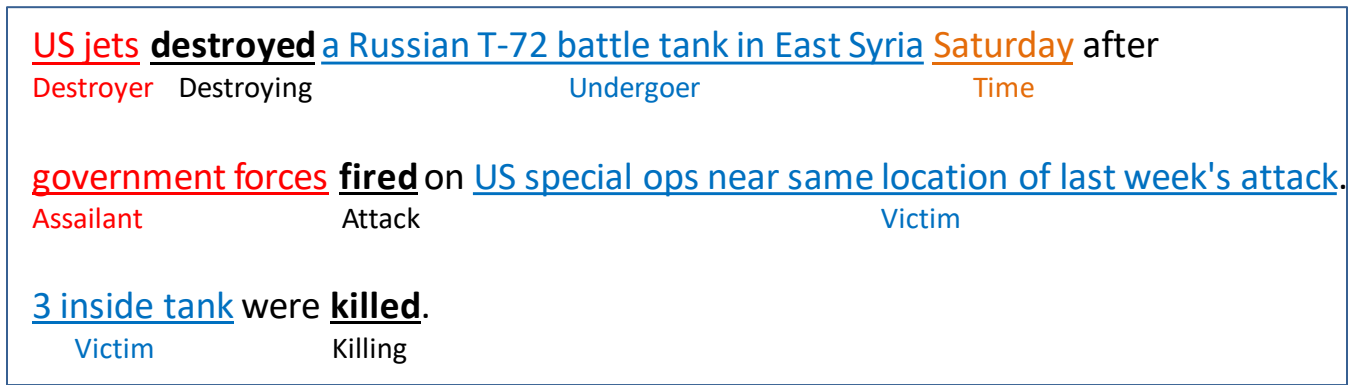 US jets destroyed a Russian T-72 battle tank in East Syria Saturday after
Destroyer Destroying Undergoer Time
government forces fired on US special ops near same location of last week's attack.
Assailant Attack Victim
3 inside tank were killed.
Victim Killing